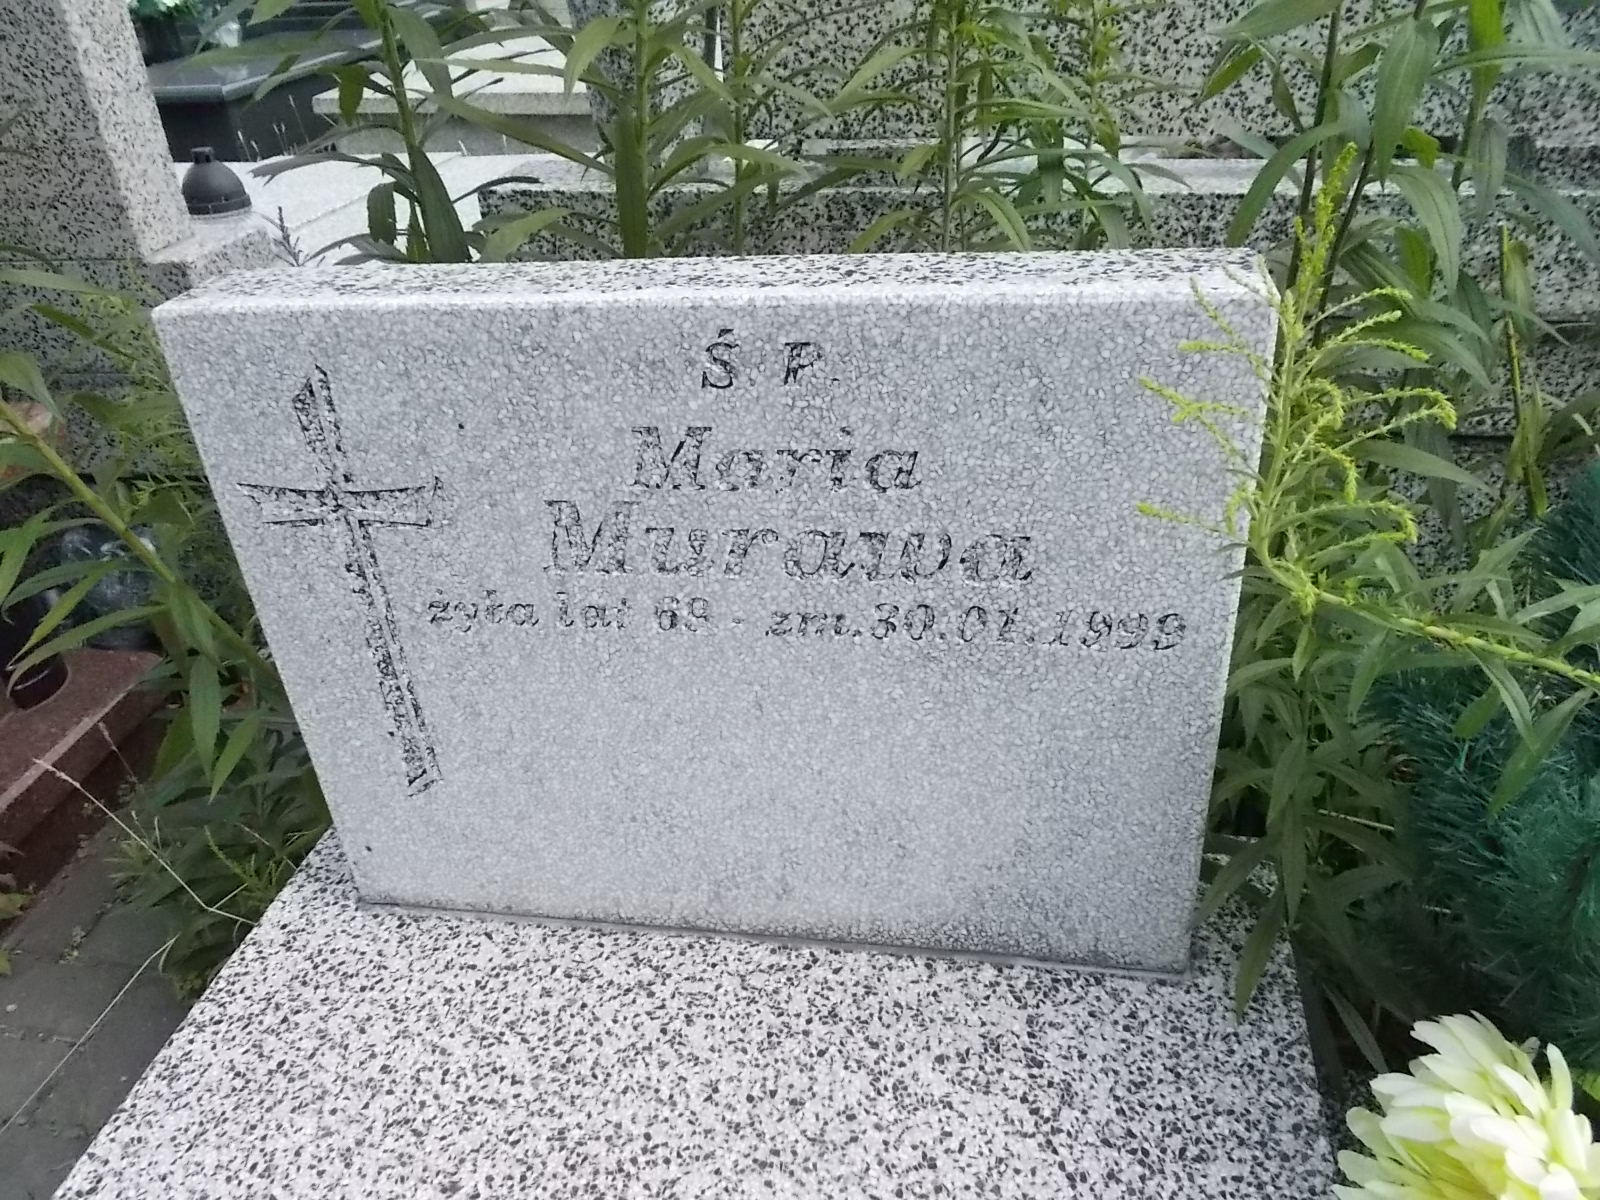 Ś. P.
Maria
Murawa
żyła lat 69 - zm. 30.01.1999